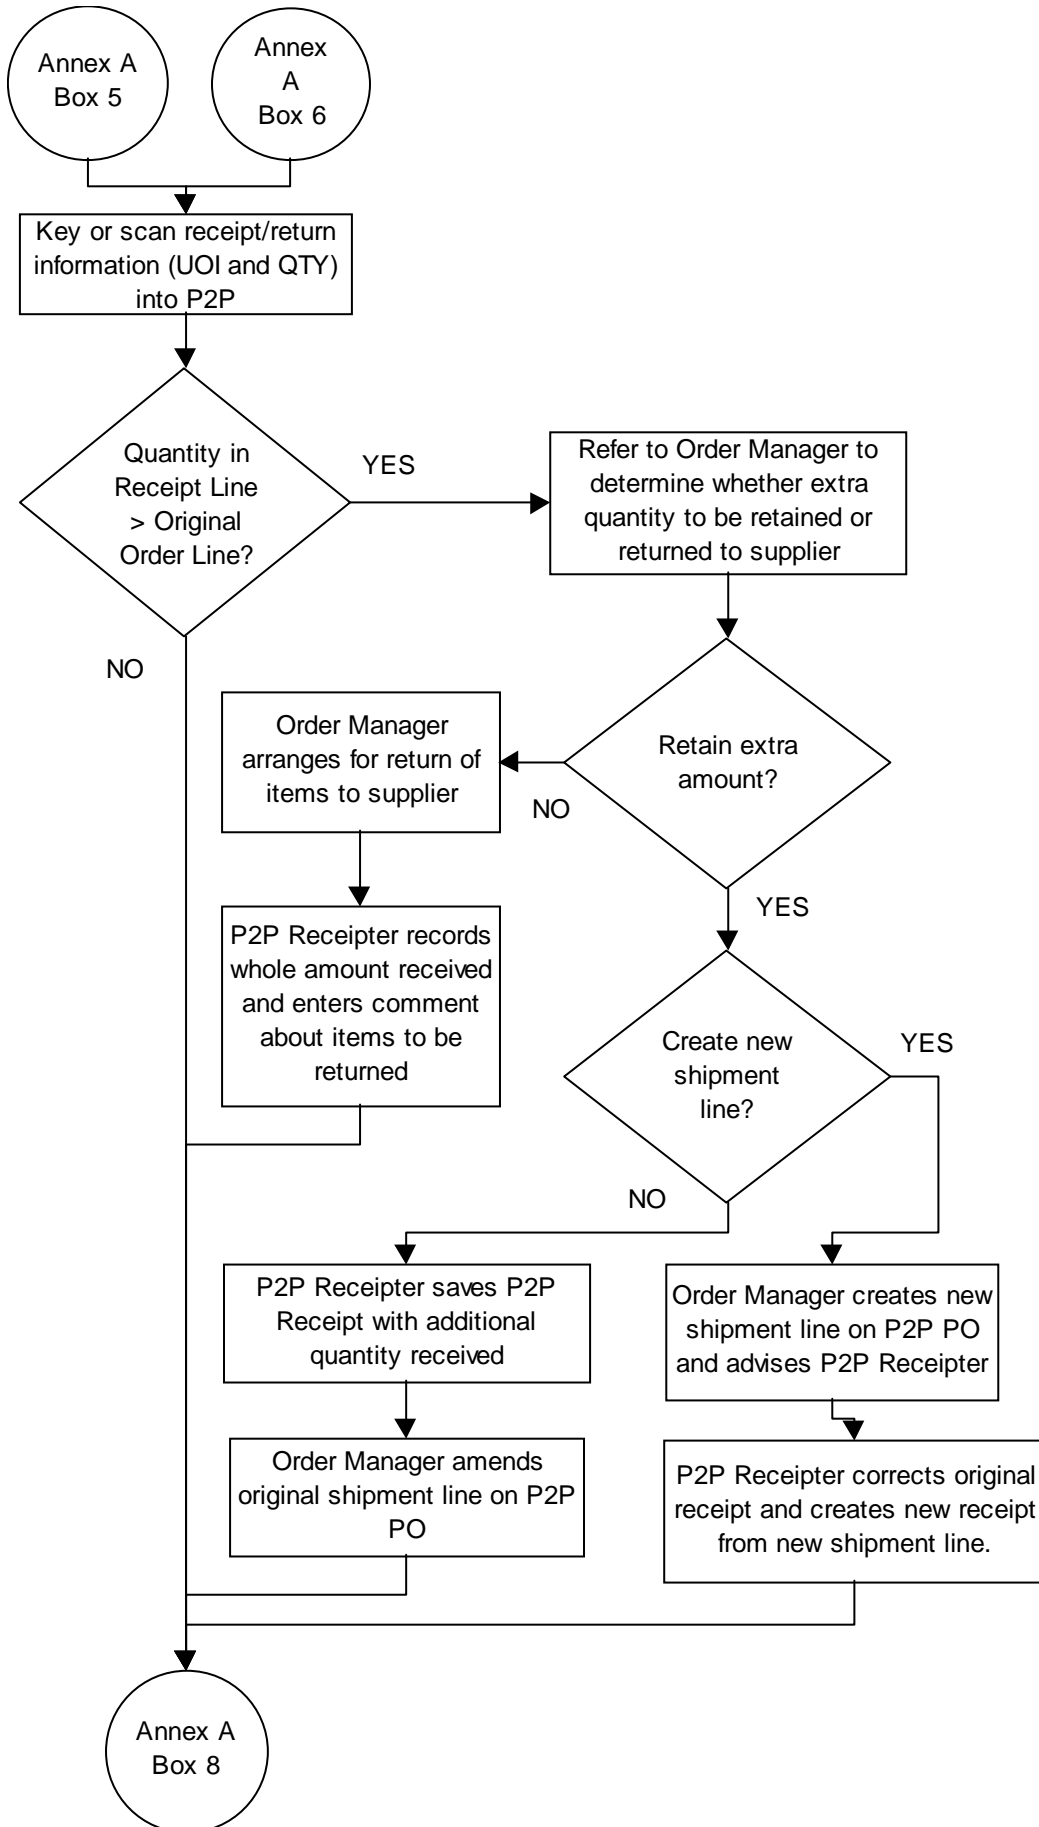 Annex A
Box 5
Annex
A
Box 6
Key or scan receipt/return
information (UOI and QTY)
into P2P
Quantity in
Receipt Line
> Original
Order Line?
YES
Refer to Order Manager to
determine whether extra
quantity to be retained or
returned to supplier
NO
Order Manager
arranges for return of
items to supplier
Retain extra
amount?
NO
YES
P2P Receipter records
whole amount received
and enters comment
about items to be
returned
Create new
shipment
line?
YES
NO
P2P Receipter saves P2P
Receipt with additional
quantity received
Order Manager creates new
shipment line on P2P PO
and advises P2P Receipter
Order Manager amends
original shipment line on P2P
PO
P2P Receipter corrects original
receipt and creates new receipt
from new shipment line.
Annex A
Box 8